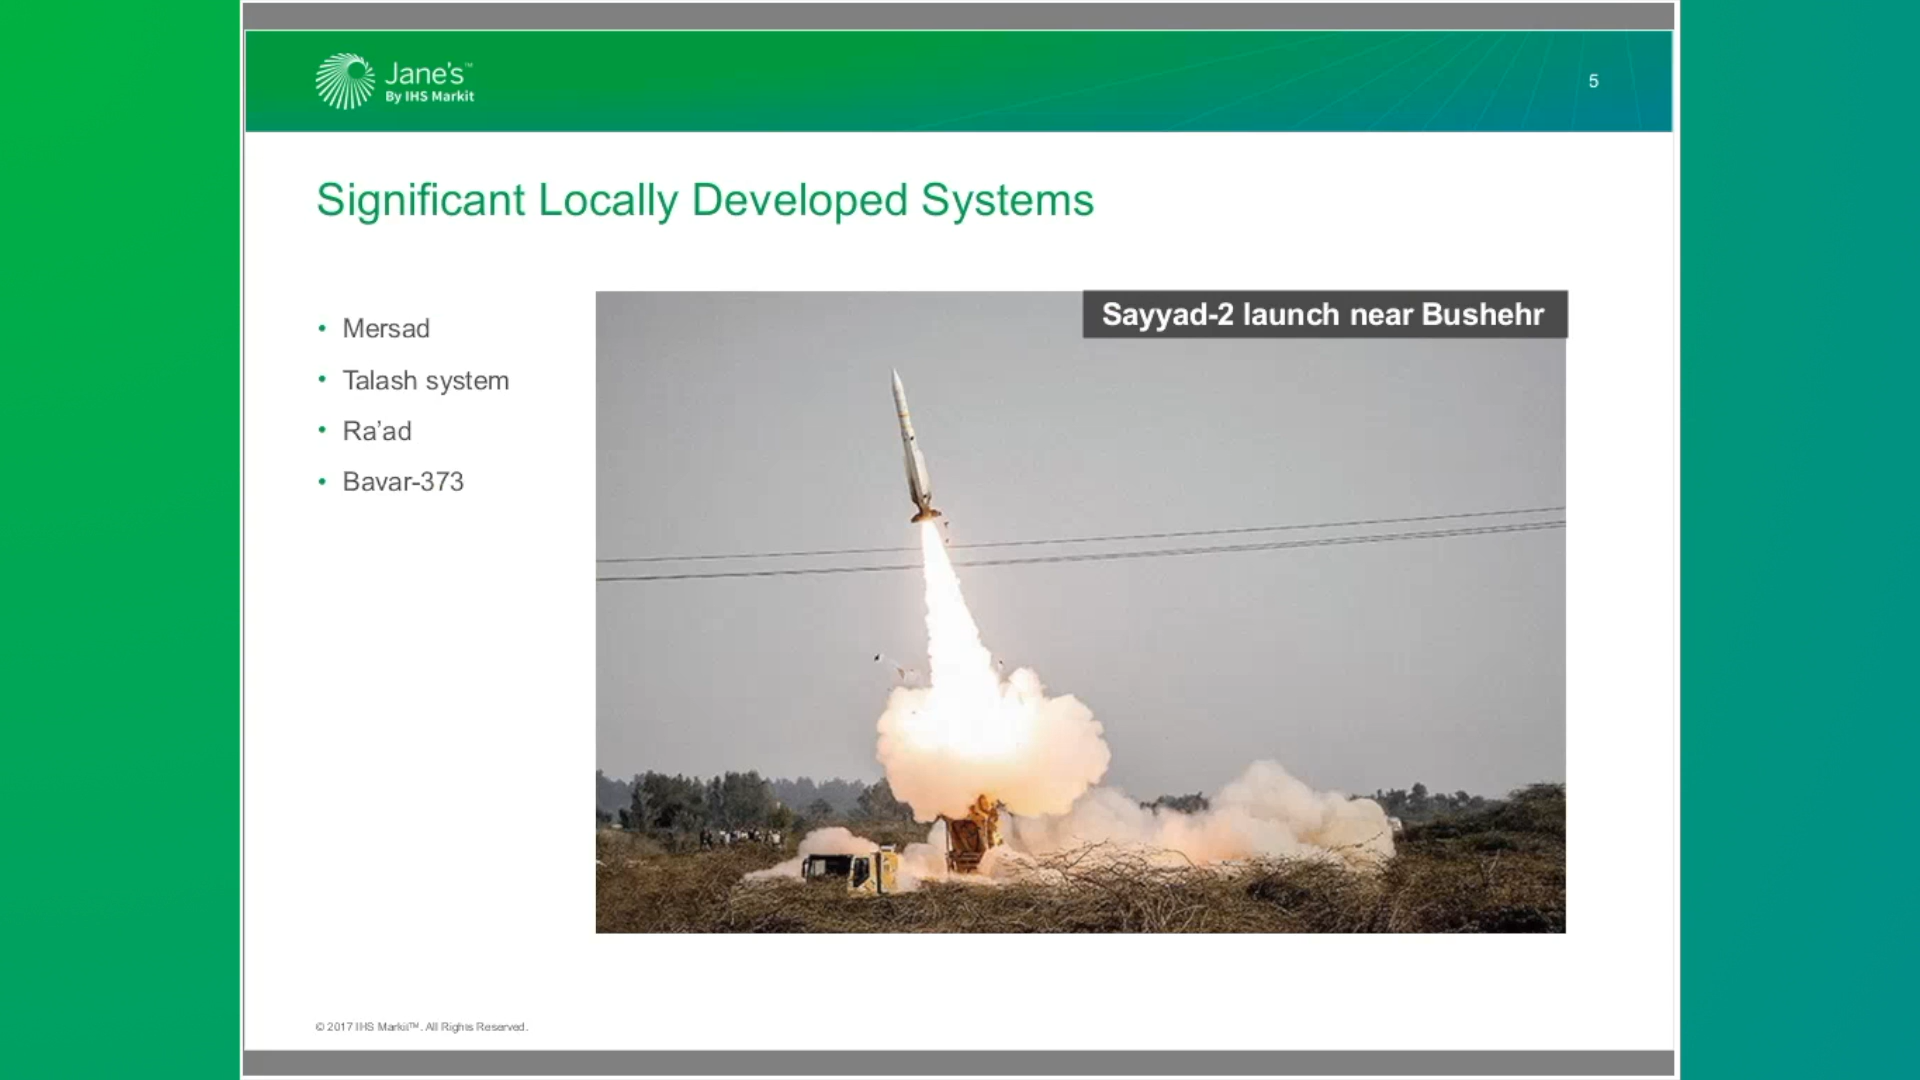 Jane's™
By IHS Markit
5
Significant Locally Developed Systems
• Mersad
• Talash system
• Ra’ad
• Bavar-373
Sayyad-2 launch near Bushehr
© 2017 IHS Markit™. All Rights Reserved.